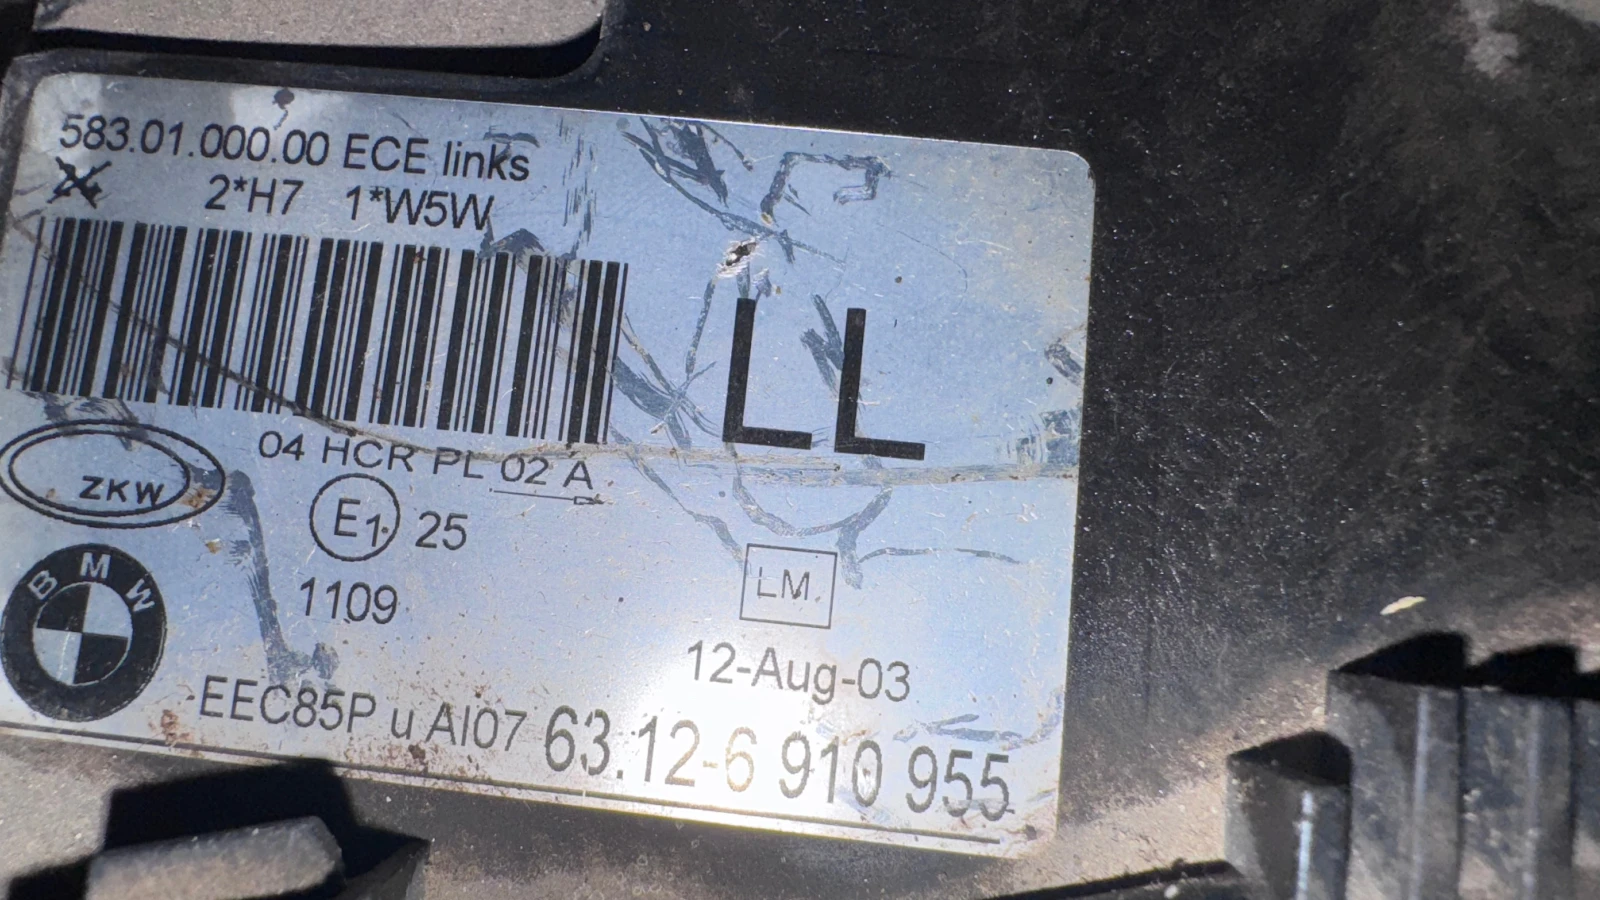 583.01.000.00 ECE links
2*H7 1*W5W
LL
04 HCR PL 02 A
ZKW
E1 25
LM.
BMW
1109
12-Aug-03
EEC85P u AI07 63.12-6 910 955